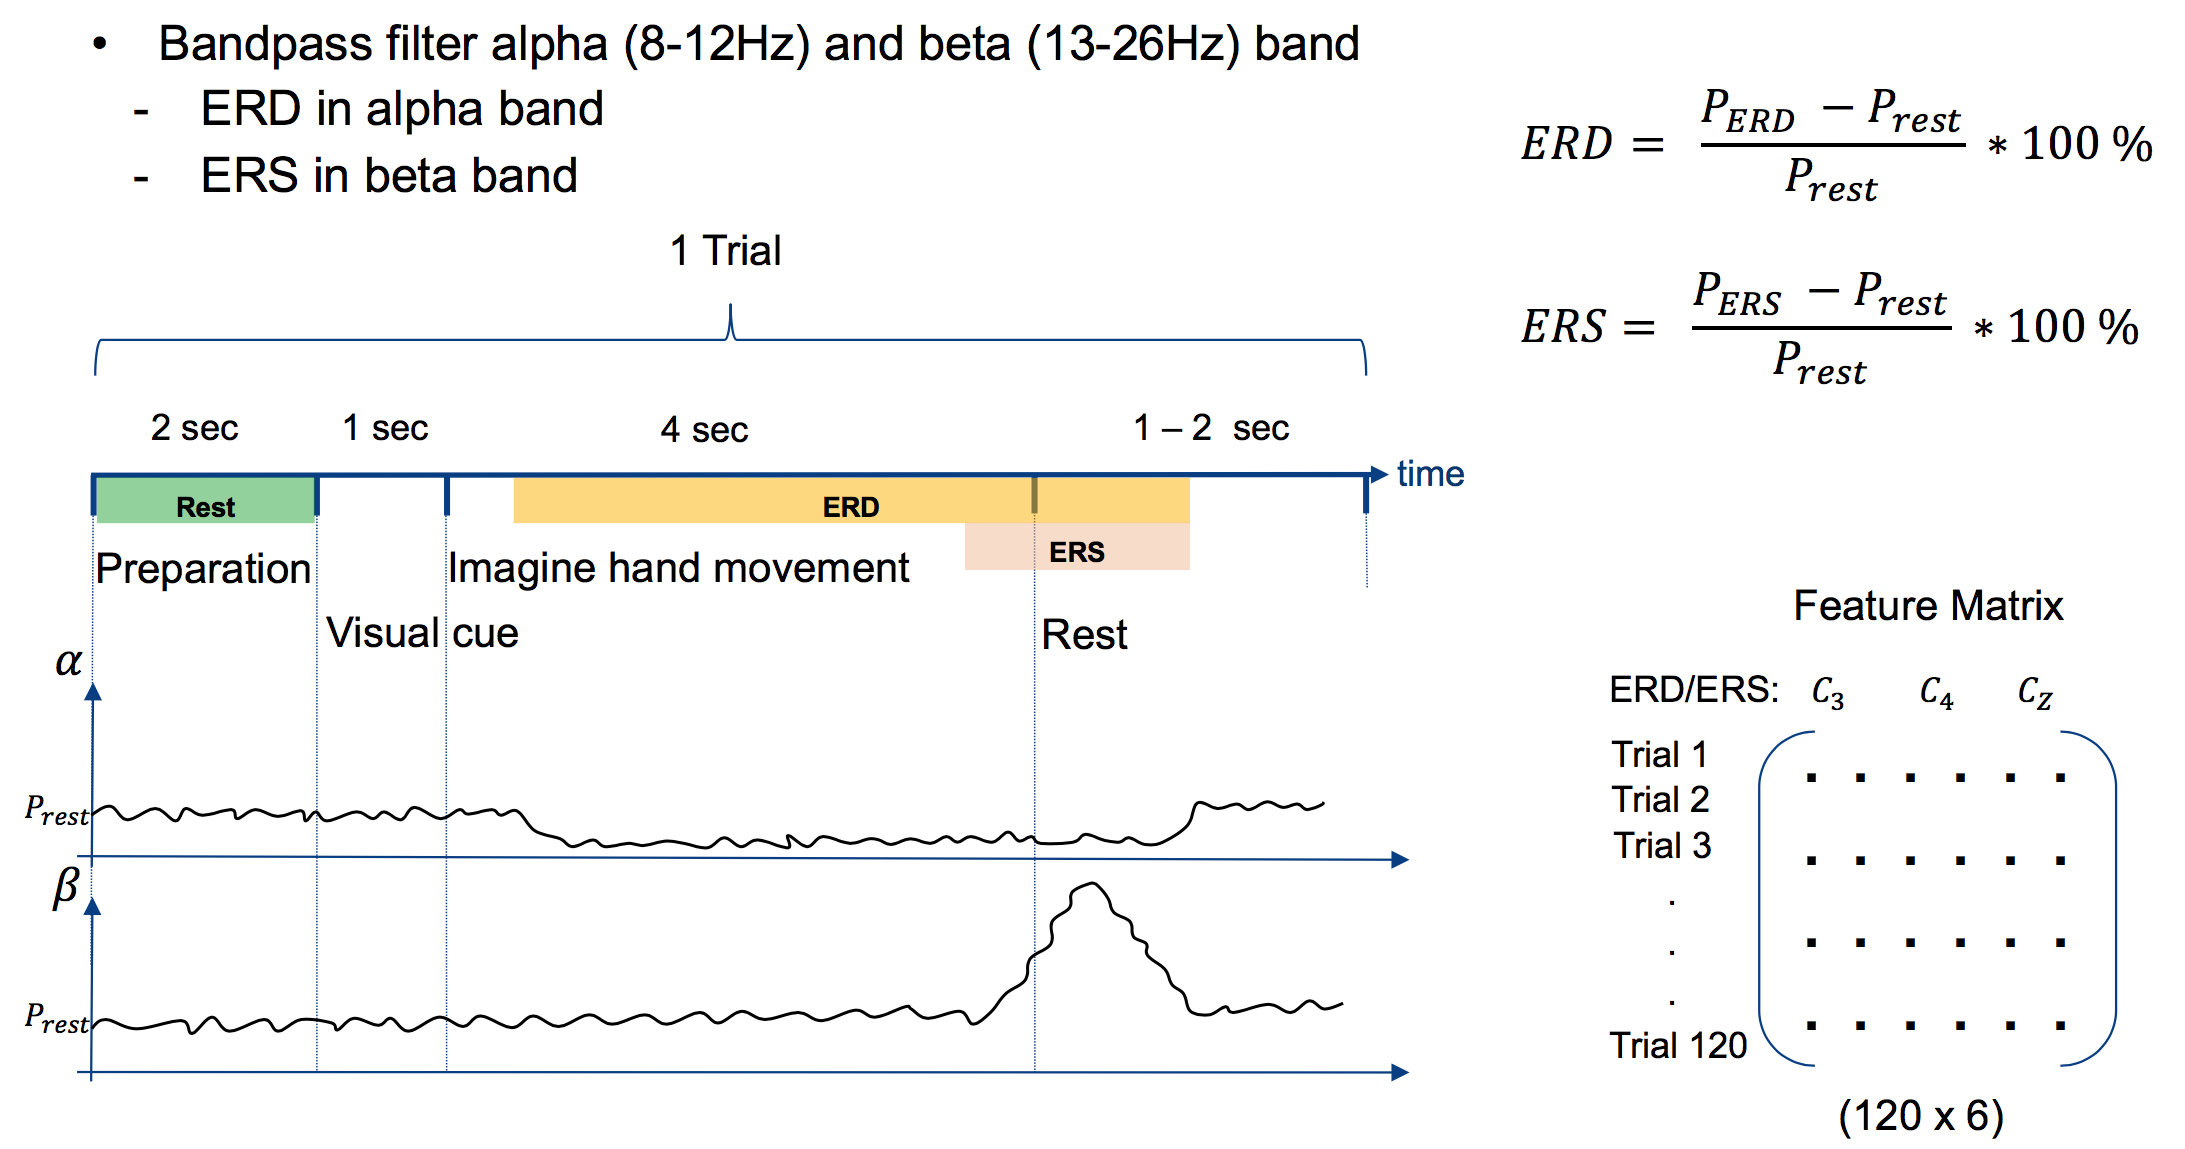 • Bandpass filter alpha (8-12Hz) and beta (13-26Hz) band
- ERD in alpha band
- ERS in beta band
ERD = (P_ERD − P_rest) / P_rest * 100 %
ERS = (P_ERS − P_rest) / P_rest * 100 %
1 Trial
2 sec 1 sec 4 sec 1 – 2 sec
time
Rest ERD
ERS
Preparation Imagine hand movement
Visual cue Rest
α
P_rest
β
P_rest
Feature Matrix
ERD/ERS: C_3 C_4 C_Z
Trial 1
Trial 2
Trial 3
.
.
.
Trial 120
(120 x 6)